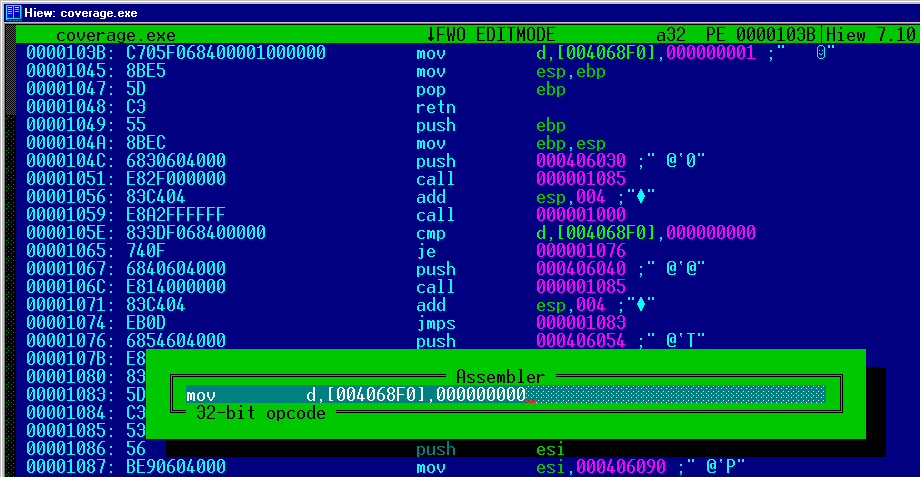 Hiew: coverage.exe
coverage.exe ↓FWO EDITMODE a32 PE 0000103B Hiew 7.10
0000103B: C705F068400001000000 mov d,[004068F0],000000001 ;" ☺"
00001045: 8BE5 mov esp,ebp
00001047: 5D pop ebp
00001048: C3 retn
00001049: 55 push ebp
0000104A: 8BEC mov ebp,esp
0000104C: 6830604000 push 000406030 ;" @`0"
00001051: E82F000000 call 000001085
00001056: 83C404 add esp,004 ;"♦"
00001059: E8A2FFFFFF call 000001000
0000105E: 833DF068400000 cmp d,[004068F0],000000000
00001065: 740F je 000001076
00001067: 6840604000 push 000406040 ;" @`@"
0000106C: E814000000 call 000001085
00001071: 83C404 add esp,004 ;"♦"
00001074: EB0D jmps 000001083
00001076: 6854604000 push 000406054 ;" @`T"
0000107B: E8
00001080: 83
Assembler
00001083: 5D
mov d,[004068F0],000000000
00001084: C3
32-bit opcode
00001085: 53
00001086: 56 push esi
00001087: BE90604000 mov esi,000406090 ;" @`P"